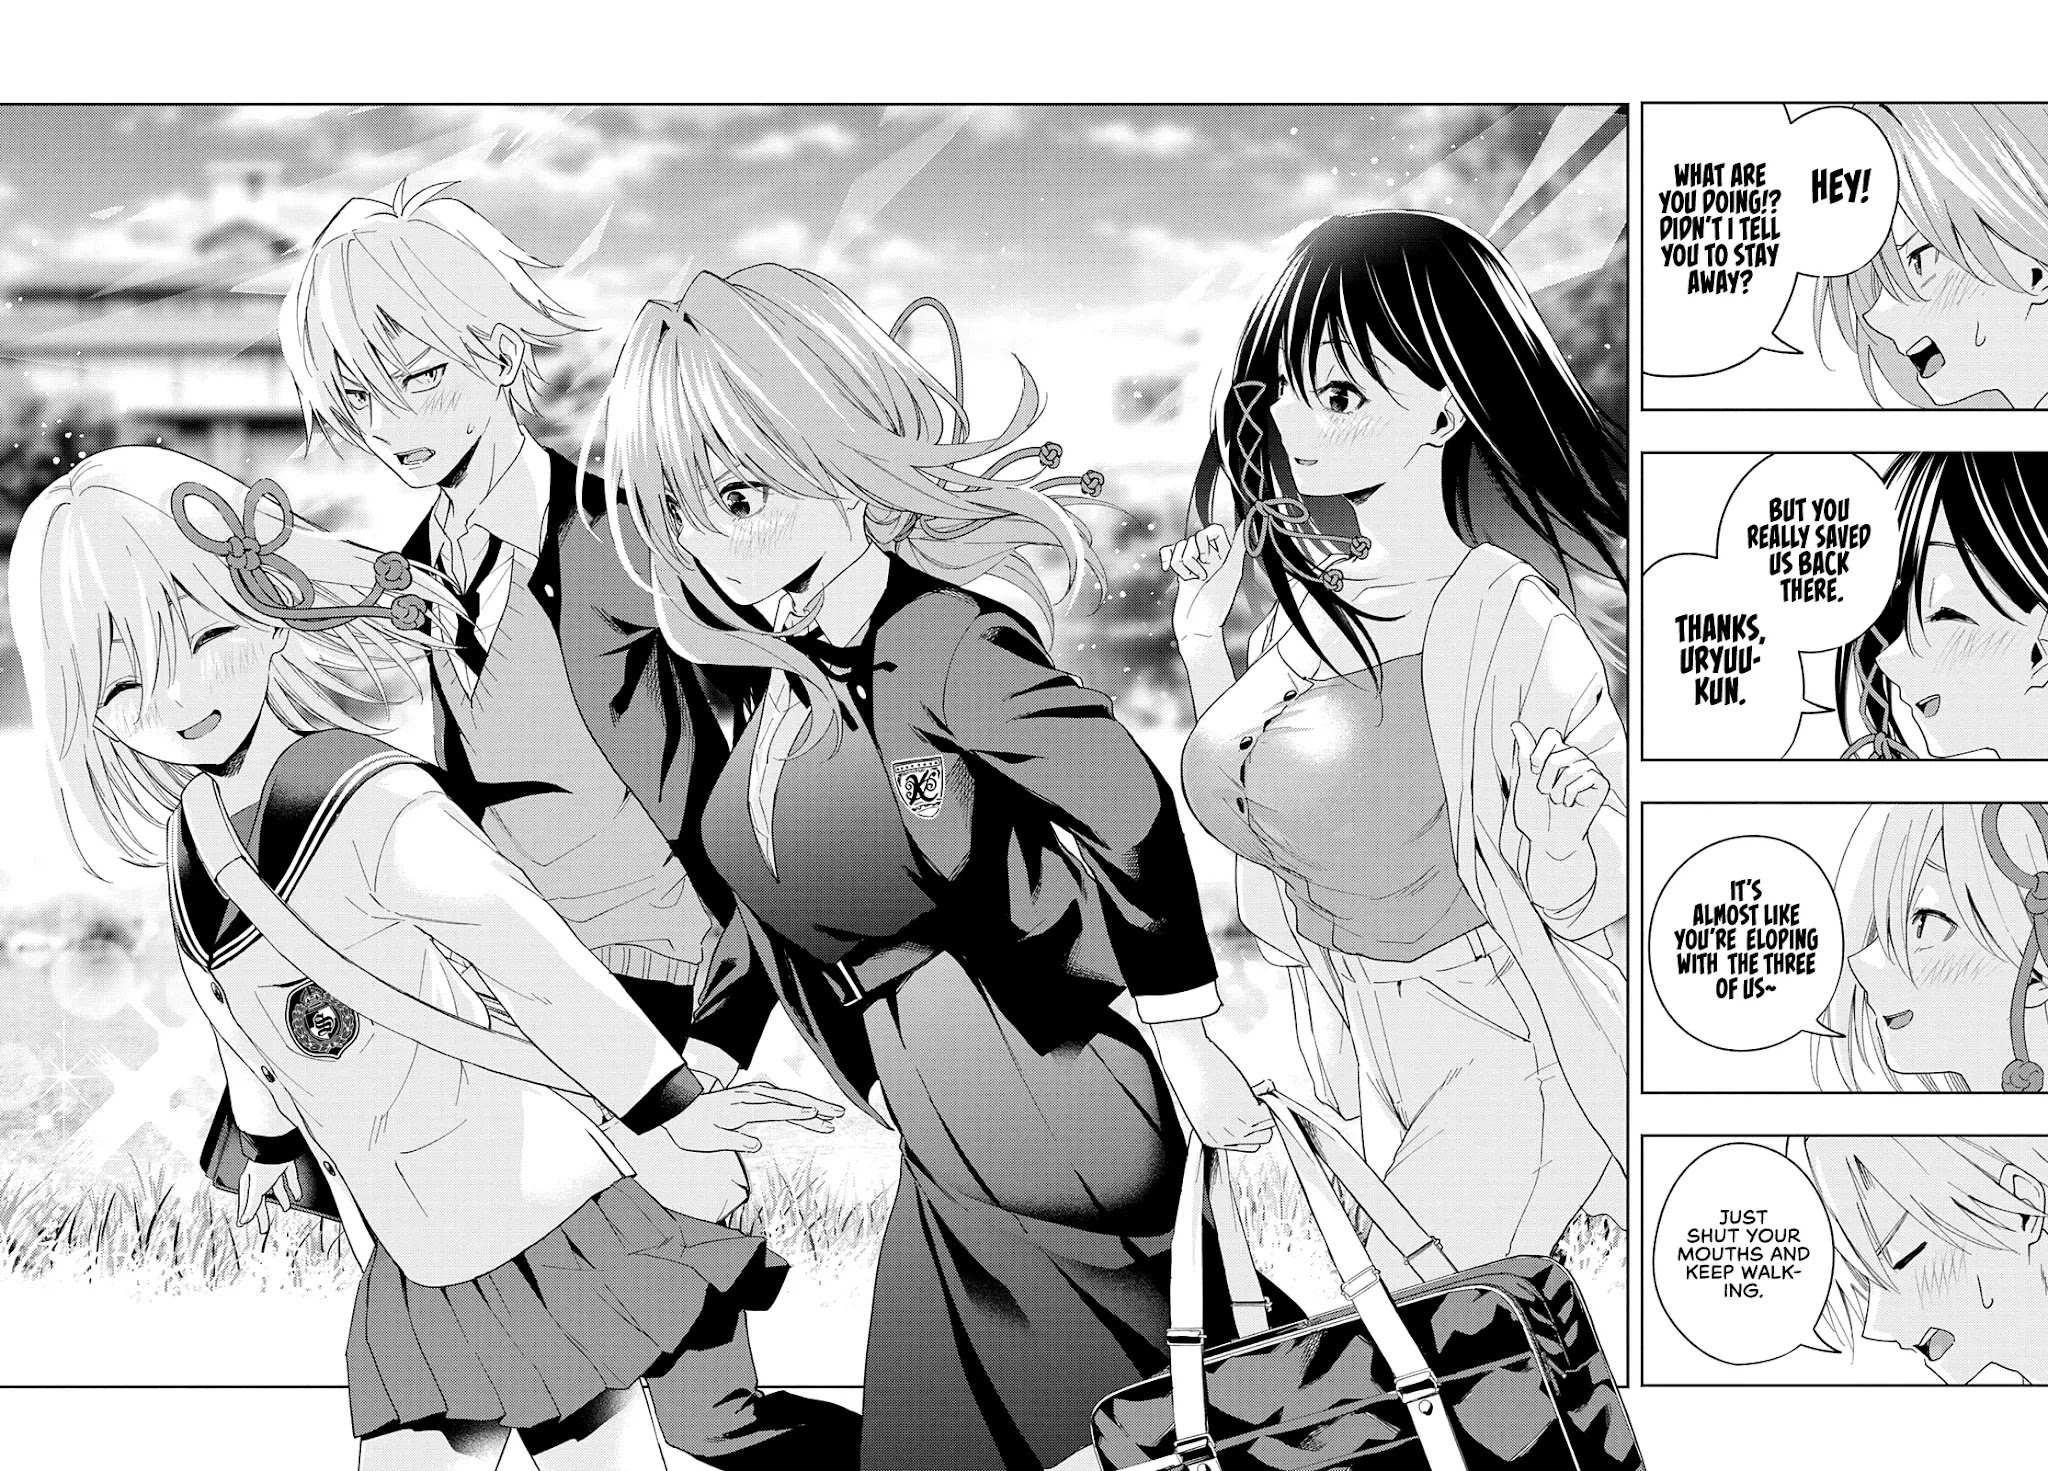 HEY!
WHAT ARE
YOU DOING!?
DIDN'T I TELL
YOU TO STAY
AWAY?
BUT YOU
REALLY SAVED
US BACK
THERE.
THANKS,
URYUU-
KUN.
IT'S
ALMOST LIKE
YOU'RE ELOPING
WITH THE THREE
OF US~
JUST
SHUT YOUR
MOUTHS AND
KEEP WALK-
ING.